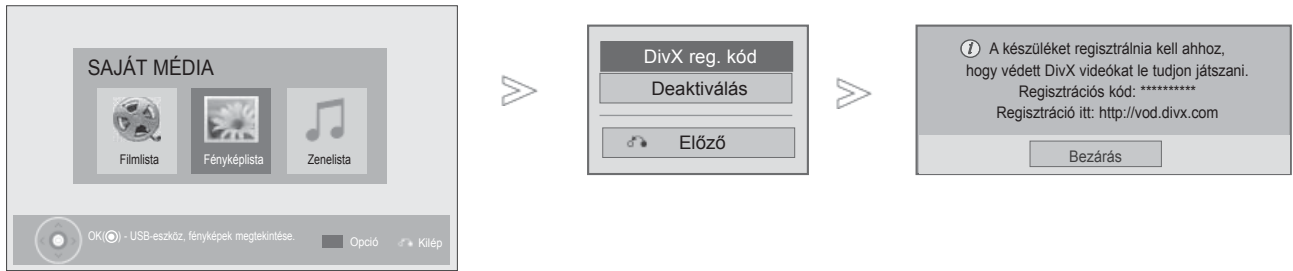 SAJÁT MÉDIA
Filmlista
Fényképlista
Zenelista
OK(◉) - USB-eszköz, fényképek megtekintése.
Opció
Kilép
DivX reg. kód
Deaktiválás
Előző
A készüléket regisztrálnia kell ahhoz,
hogy védett DivX videókat le tudjon játszani.
Regisztrációs kód: **********
Regisztráció itt: http://vod.divx.com
Bezárás